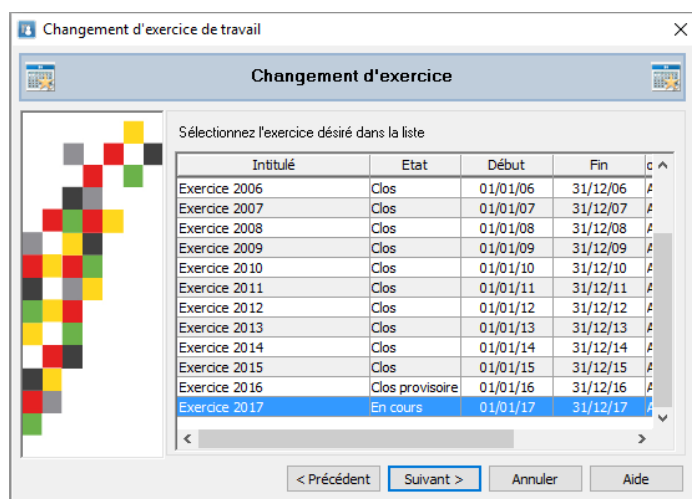 Changement d'exercice de travail
Changement d'exercice
Sélectionnez l'exercice désiré dans la liste
Intitulé Etat Début Fin
Exercice 2006 Clos 01/01/06 31/12/06 A
Exercice 2007 Clos 01/01/07 31/12/07 A
Exercice 2008 Clos 01/01/08 31/12/08 A
Exercice 2009 Clos 01/01/09 31/12/09 A
Exercice 2010 Clos 01/01/10 31/12/10 A
Exercice 2011 Clos 01/01/11 31/12/11 A
Exercice 2012 Clos 01/01/12 31/12/12 A
Exercice 2013 Clos 01/01/13 31/12/13 A
Exercice 2014 Clos 01/01/14 31/12/14 A
Exercice 2015 Clos 01/01/15 31/12/15 A
Exercice 2016 Clos provisoire 01/01/16 31/12/16 A
Exercice 2017 En cours 01/01/17 31/12/17 A
< Précédent Suivant > Annuler Aide